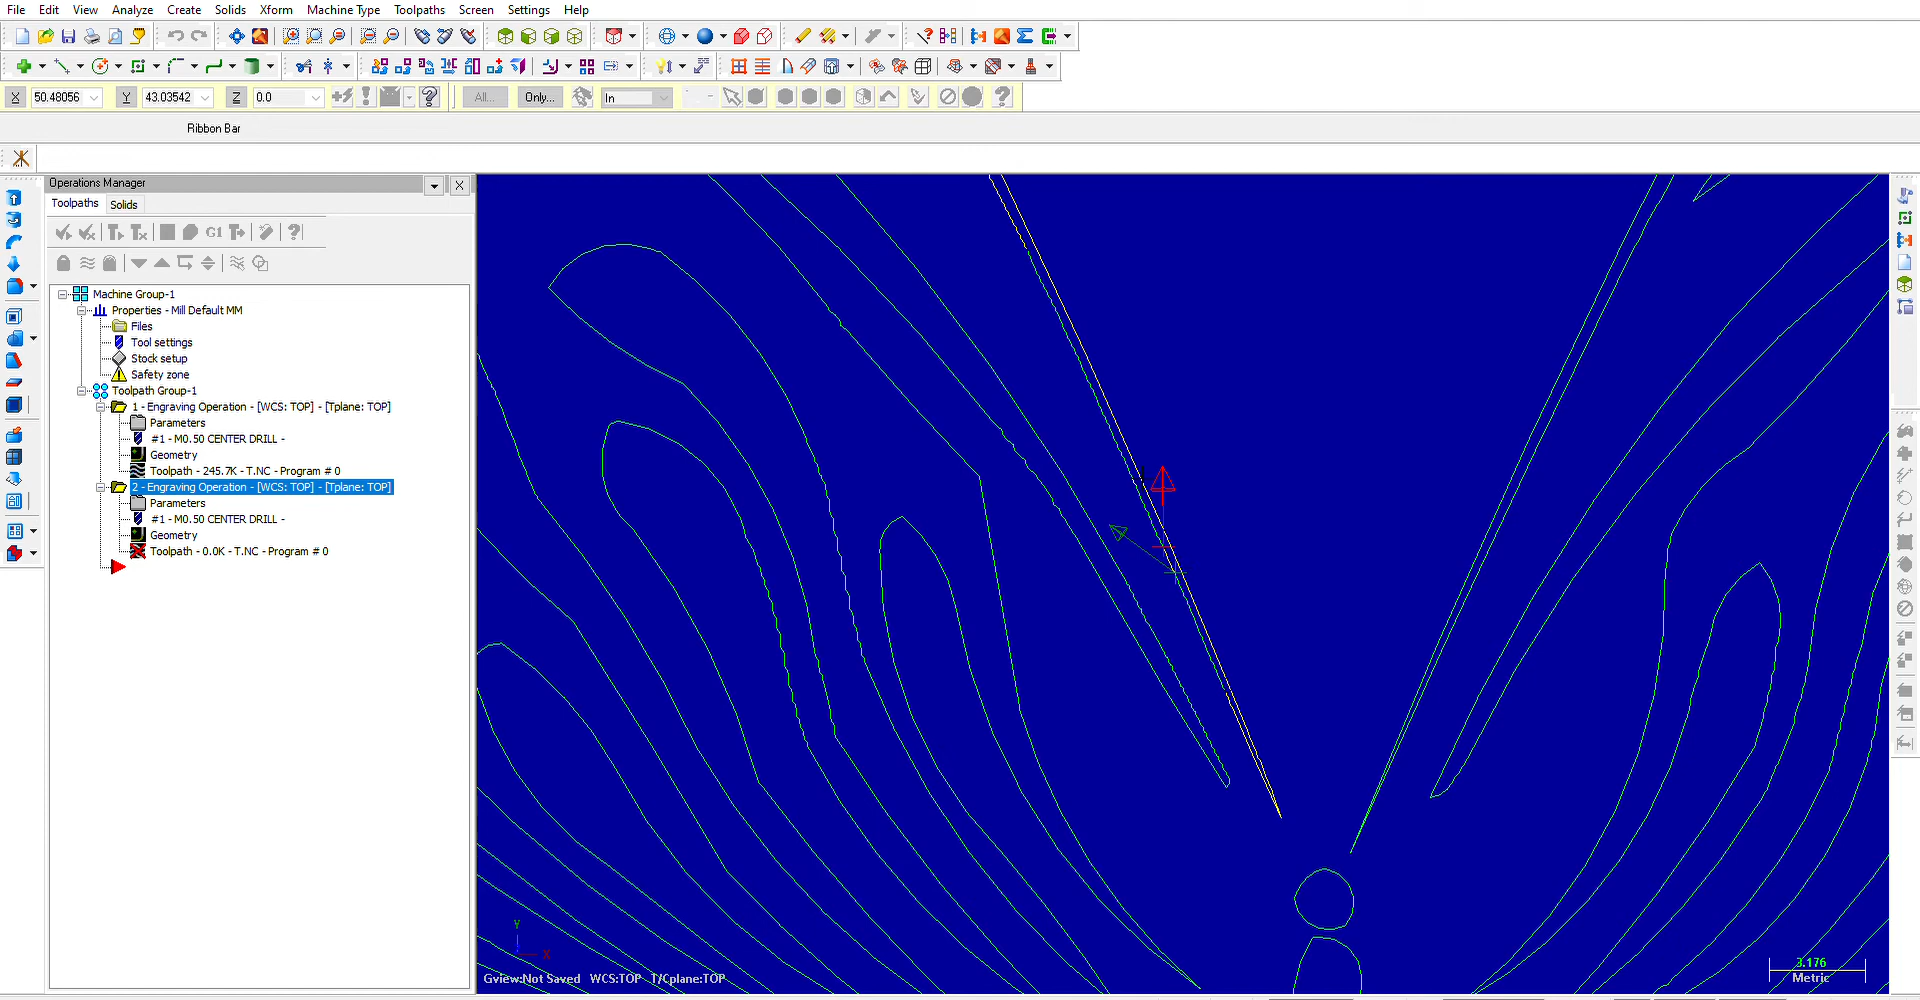 File Edit View Analyze Create Solids Xform Machine Type Toolpaths Screen Settings Help
X 50.48056 Y 43.03542 Z 0.0 All... Only... In
Ribbon Bar
Operations Manager
Toolpaths Solids
G1
Machine Group-1
Properties - Mill Default MM
Files
Tool settings
Stock setup
Safety zone
Toolpath Group-1
1 - Engraving Operation - [WCS: TOP] - [Tplane: TOP]
Parameters
#1 - M0.50 CENTER DRILL -
Geometry
Toolpath - 245.7K - T.NC - Program # 0
2 - Engraving Operation - [WCS: TOP] - [Tplane: TOP]
Parameters
#1 - M0.50 CENTER DRILL -
Geometry
Toolpath - 0.0K - T.NC - Program # 0
Y
X
Gview:Not Saved WCS:TOP T/Cplane:TOP
3.176
Metric